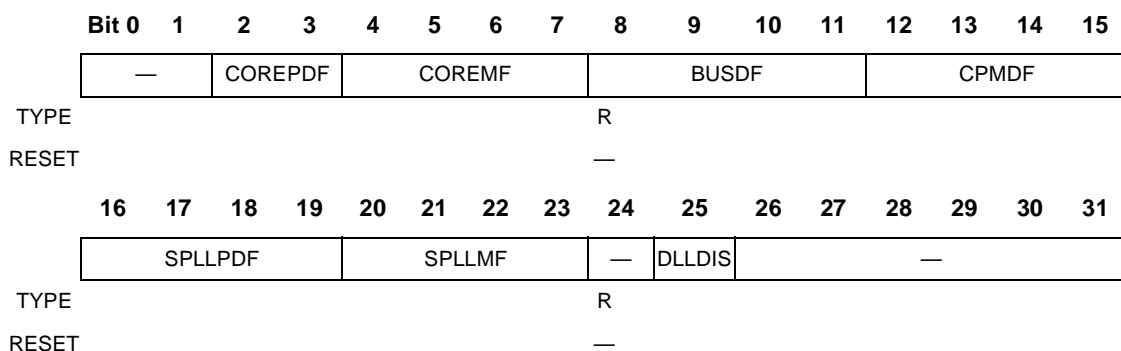 Bit 0 1 2 3 4 5 6 7 8 9 10 11 12 13 14 15
— COREPDF COREMF BUSDF CPMDF
TYPE R
RESET —
16 17 18 19 20 21 22 23 24 25 26 27 28 29 30 31
SPLLPDF SPLLMF — DLLDIS —
TYPE R
RESET —